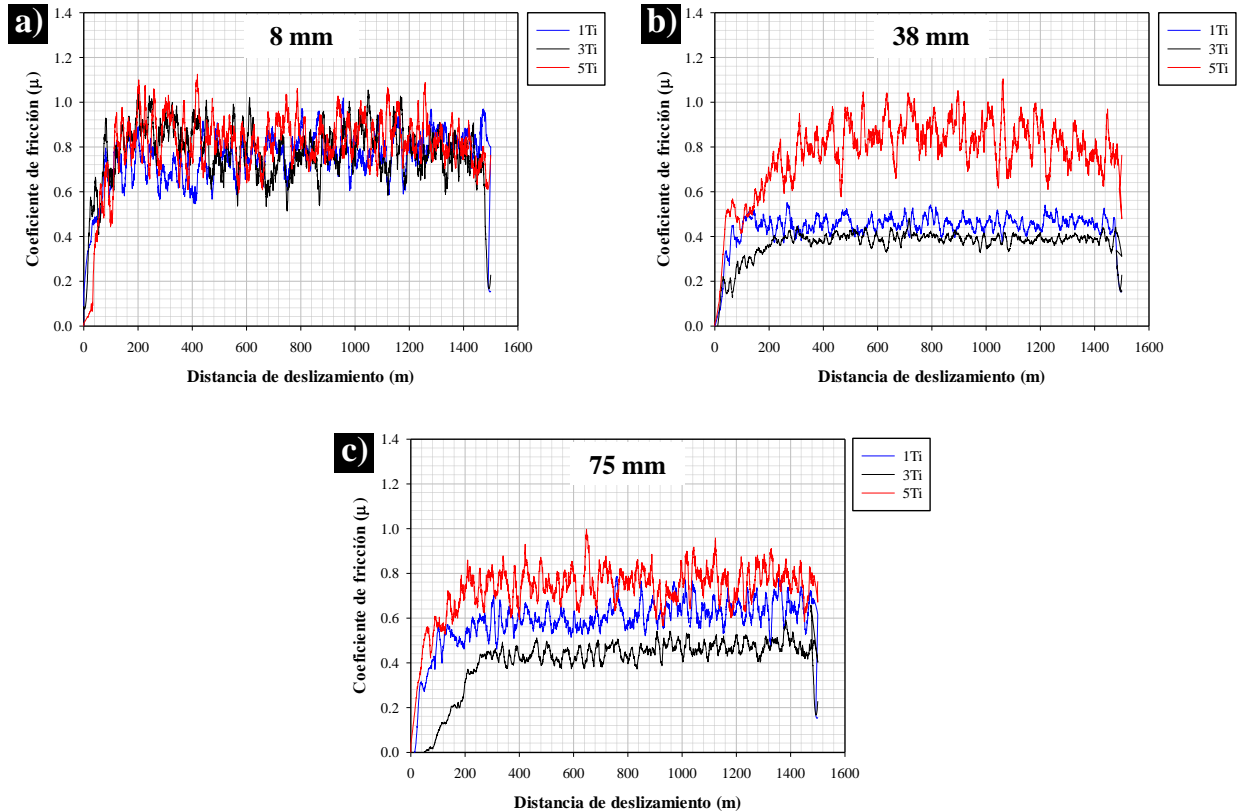 a)
8 mm
1.4
1.2
1.0
0.8
0.6
0.4
0.2
0.0
Coeficiente de fricción (μ)
0 200 400 600 800 1000 1200 1400 1600
Distancia de deslizamiento (m)
1Ti
3Ti
5Ti
b)
38 mm
1.4
1.2
1.0
0.8
0.6
0.4
0.2
0.0
Coeficiente de fricción (μ)
0 200 400 600 800 1000 1200 1400 1600
Distancia de deslizamiento (m)
1Ti
3Ti
5Ti
c)
75 mm
1.4
1.2
1.0
0.8
0.6
0.4
0.2
0.0
Coeficiente de fricción (μ)
0 200 400 600 800 1000 1200 1400 1600
Distancia de deslizamiento (m)
1Ti
3Ti
5Ti